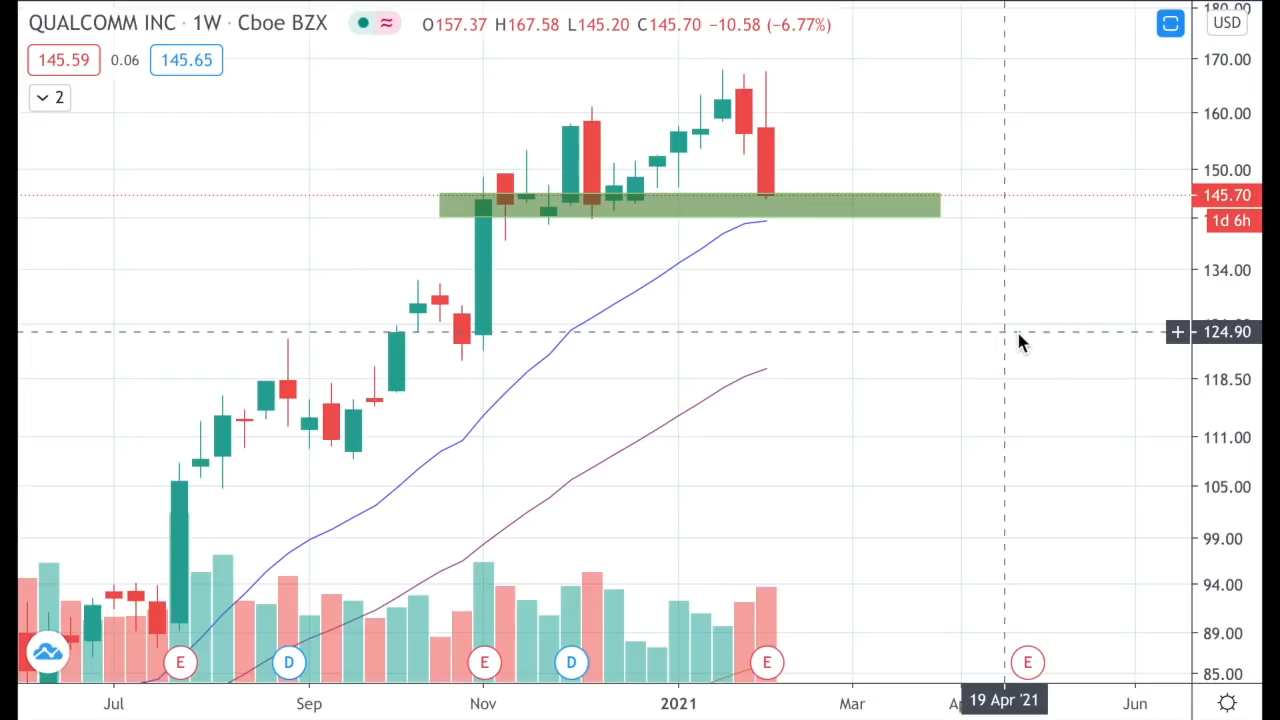 QUALCOMM INC · 1W · Cboe BZX ≈ O157.37 H167.58 L145.20 C145.70 −10.58 (−6.77%)
145.59 0.06 145.65
2
USD
180.00
170.00
160.00
150.00
145.70
1d 6h
134.00
+ 124.90
118.50
111.00
105.00
99.00
94.00
89.00
85.00
E D E D E E
Jul Sep Nov 2021 Mar 19 Apr '21 Jun